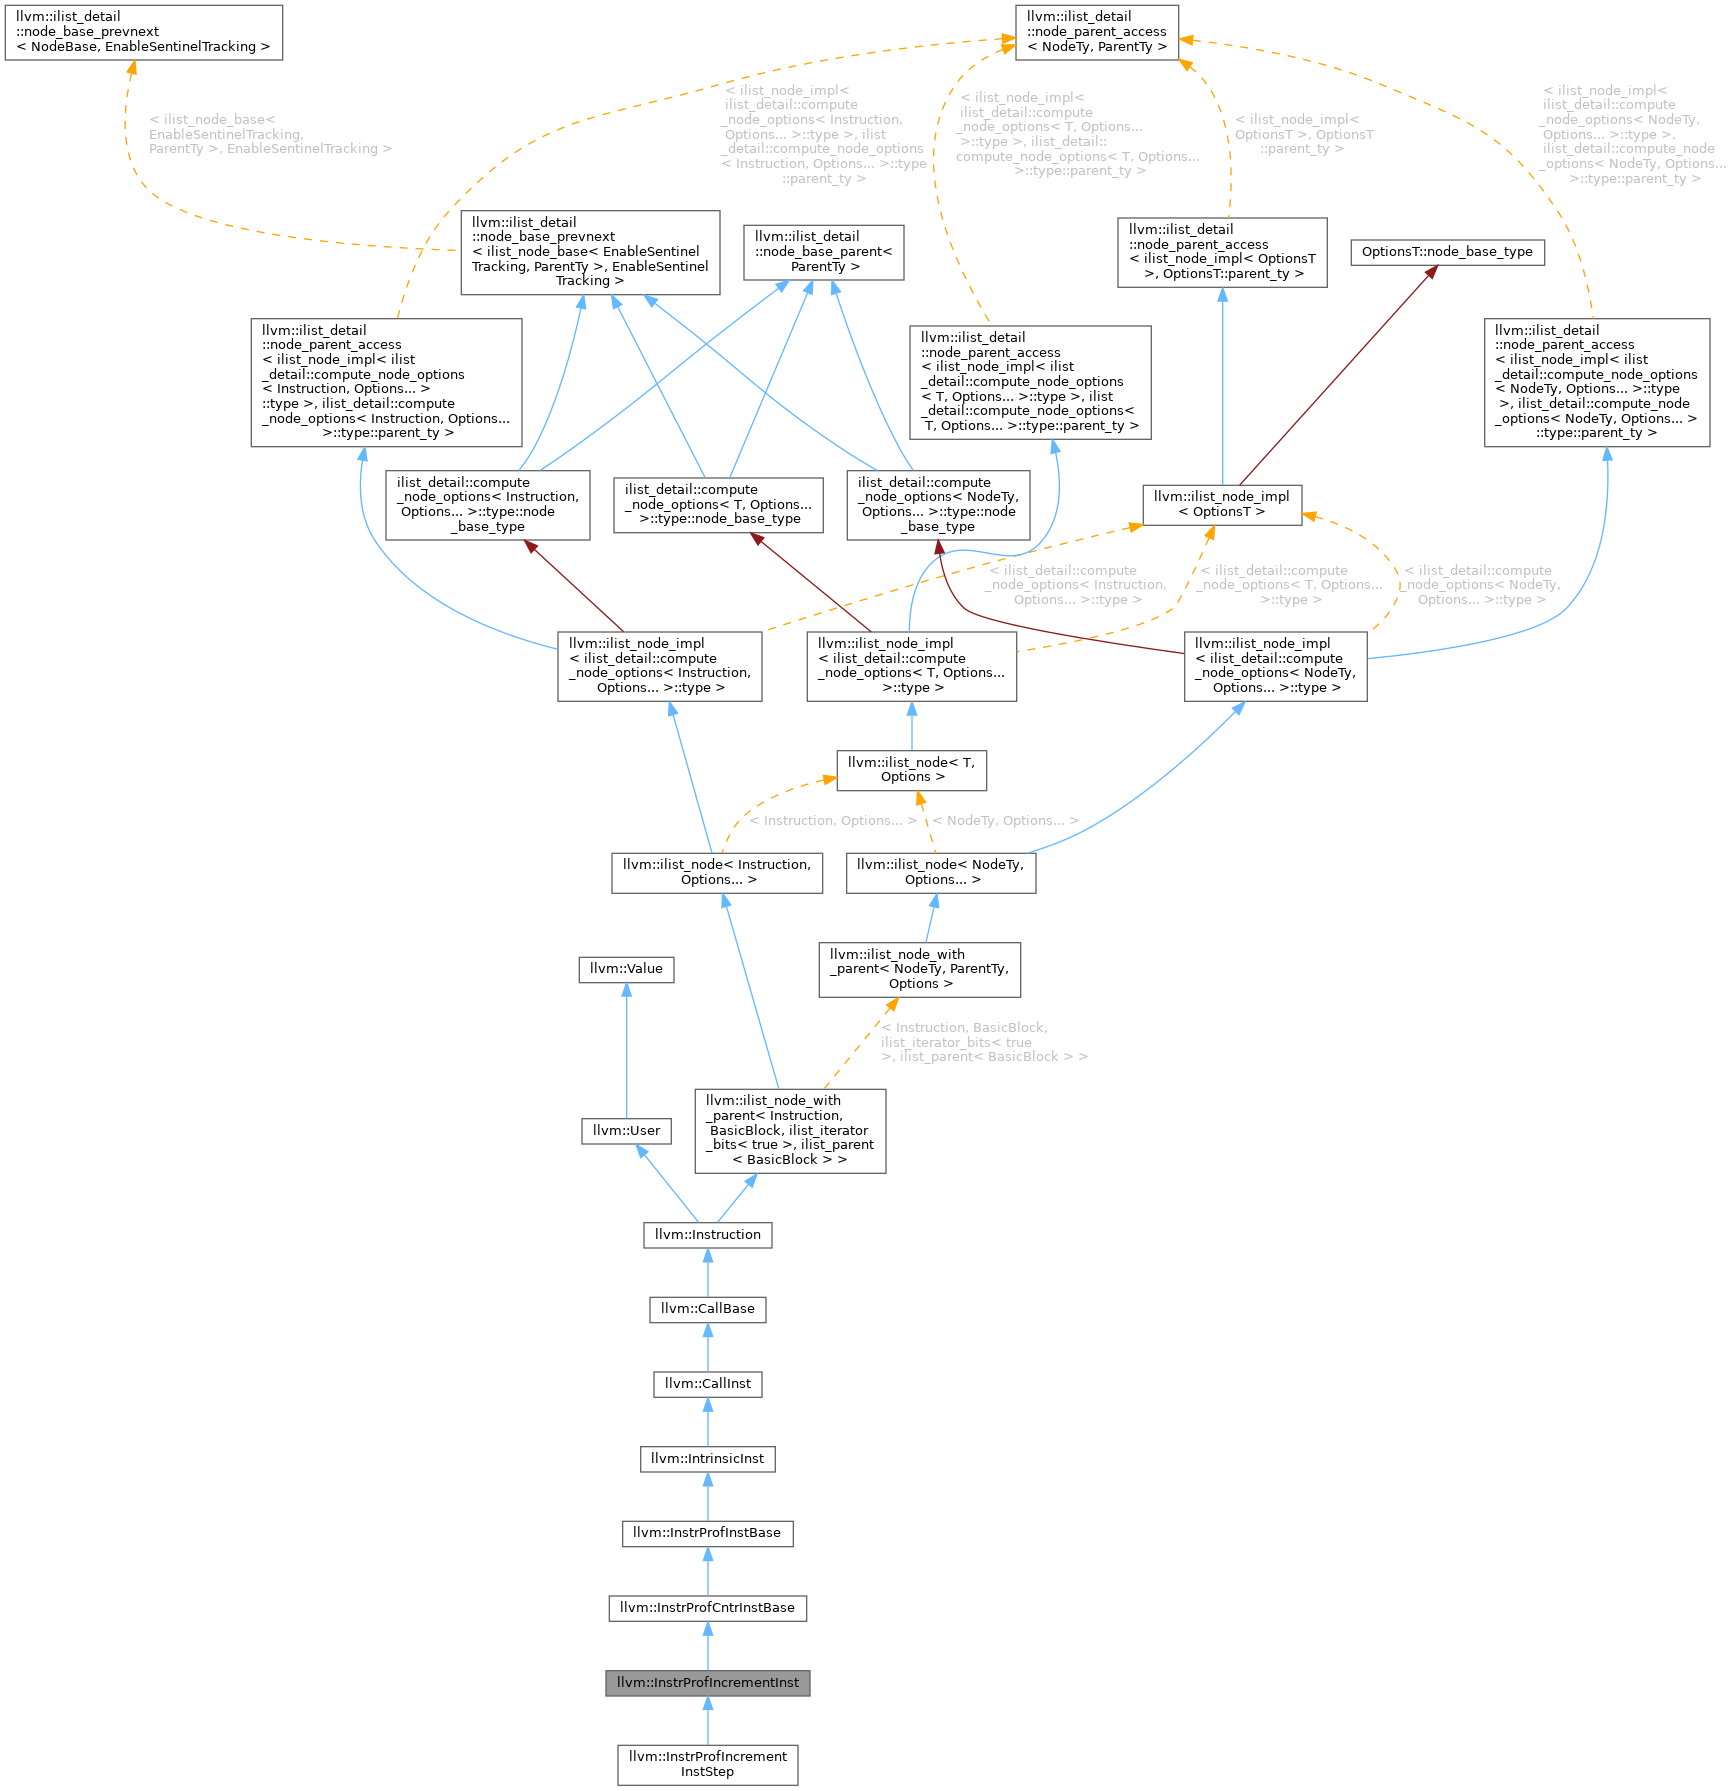 llvm::ilist_detail
::node_base_prevnext
< NodeBase, EnableSentinelTracking >
llvm::ilist_detail
::node_parent_access
< NodeTy, ParentTy >
< ilist_node_base<
EnableSentinelTracking,
ParentTy >, EnableSentinelTracking >
< ilist_node_impl<
ilist_detail::compute
_node_options< Instruction,
Options... >::type >, ilist
_detail::compute_node_options
< Instruction, Options... >::type
::parent_ty >
< ilist_node_impl<
ilist_detail::compute
_node_options< T, Options...
>::type >, ilist_detail::
compute_node_options< T, Options...
>::type::parent_ty >
< ilist_node_impl<
OptionsT >, OptionsT
::parent_ty >
< ilist_node_impl<
ilist_detail::compute
_node_options< NodeTy,
Options... >::type >,
ilist_detail::compute_node
_options< NodeTy, Options...
>::type::parent_ty >
llvm::ilist_detail
::node_base_prevnext
< ilist_node_base< EnableSentinel
Tracking, ParentTy >, EnableSentinel
Tracking >
llvm::ilist_detail
::node_base_parent<
ParentTy >
llvm::ilist_detail
::node_parent_access
< ilist_node_impl< OptionsT
>, OptionsT::parent_ty >
OptionsT::node_base_type
llvm::ilist_detail
::node_parent_access
< ilist_node_impl< ilist
_detail::compute_node_options
< Instruction, Options... >
::type >, ilist_detail::compute
_node_options< Instruction, Options...
>::type::parent_ty >
llvm::ilist_detail
::node_parent_access
< ilist_node_impl< ilist
_detail::compute_node_options
< T, Options... >::type >, ilist
_detail::compute_node_options<
T, Options... >::type::parent_ty >
llvm::ilist_detail
::node_parent_access
< ilist_node_impl< ilist
_detail::compute_node_options
< NodeTy, Options... >::type
>, ilist_detail::compute_node
_options< NodeTy, Options... >
::type::parent_ty >
ilist_detail::compute
_node_options< Instruction,
Options... >::type::node
_base_type
ilist_detail::compute
_node_options< T, Options...
>::type::node_base_type
ilist_detail::compute
_node_options< NodeTy,
Options... >::type::node
_base_type
llvm::ilist_node_impl
< OptionsT >
< ilist_detail::compute
_node_options< Instruction,
Options... >::type >
< ilist_detail::compute
_node_options< T, Options...
>::type >
< ilist_detail::compute
_node_options< NodeTy,
Options... >::type >
llvm::ilist_node_impl
< ilist_detail::compute
_node_options< Instruction,
Options... >::type >
llvm::ilist_node_impl
< ilist_detail::compute
_node_options< T, Options...
>::type >
llvm::ilist_node_impl
< ilist_detail::compute
_node_options< NodeTy,
Options... >::type >
llvm::ilist_node< T,
Options >
< Instruction, Options... >
< NodeTy, Options... >
llvm::ilist_node< Instruction,
Options... >
llvm::ilist_node< NodeTy,
Options... >
llvm::Value
llvm::ilist_node_with
_parent< NodeTy, ParentTy,
Options >
< Instruction, BasicBlock,
ilist_iterator_bits< true
>, ilist_parent< BasicBlock > >
llvm::User
llvm::ilist_node_with
_parent< Instruction,
BasicBlock, ilist_iterator
_bits< true >, ilist_parent
< BasicBlock > >
llvm::Instruction
llvm::CallBase
llvm::CallInst
llvm::IntrinsicInst
llvm::InstrProfInstBase
llvm::InstrProfCntrInstBase
llvm::InstrProfIncrementInst
llvm::InstrProfIncrement
InstStep